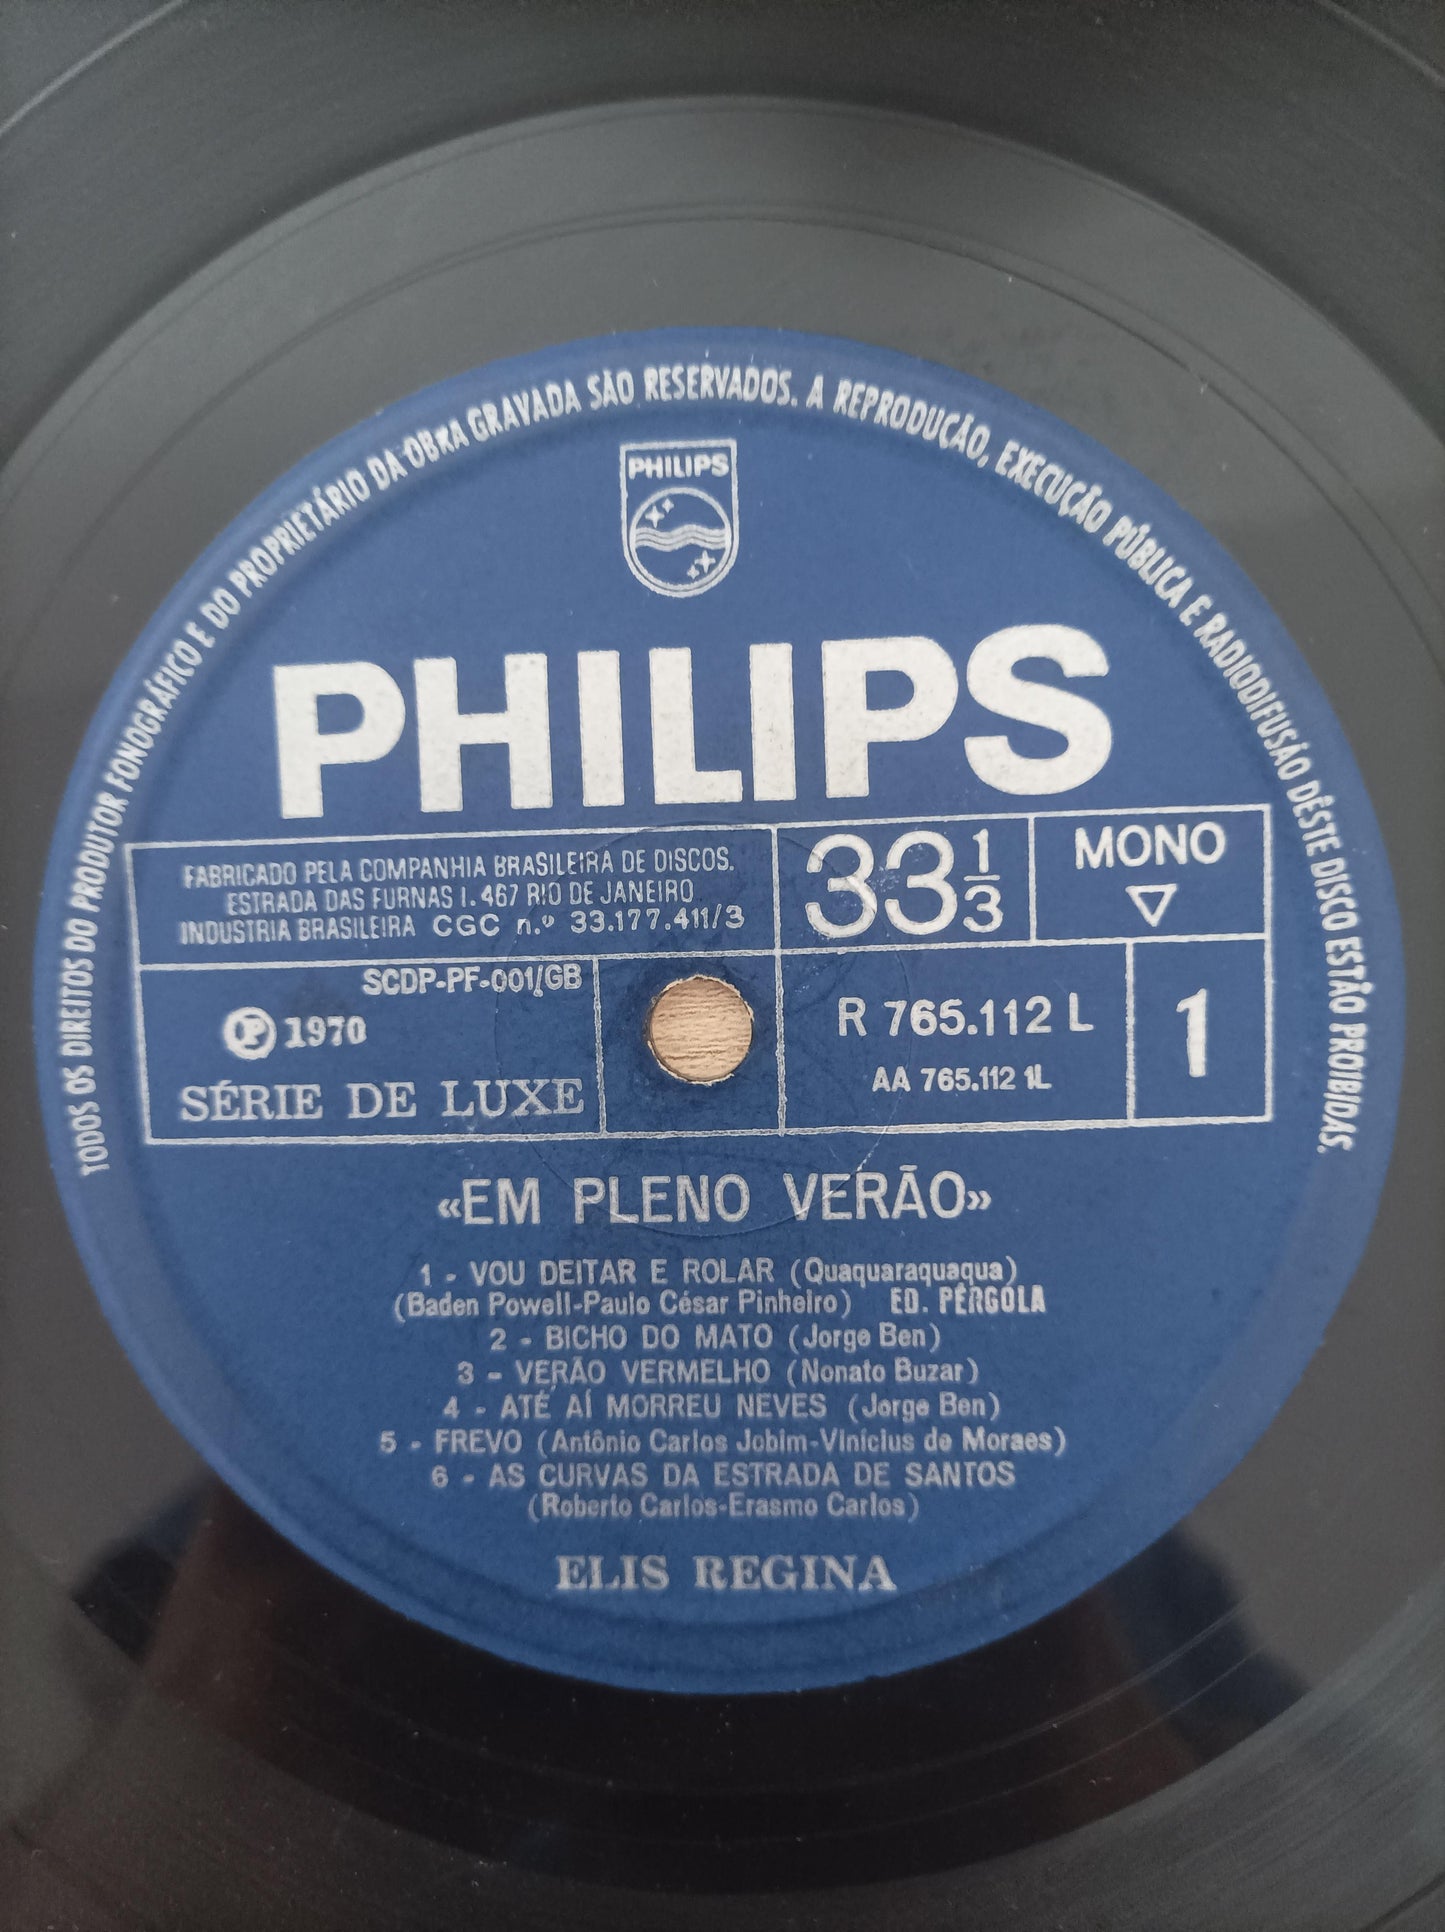 TODOS OS DIREITOS DO PRODUTOR FONOGRÁFICO E DO PROPRIETÁRIO DA OBRA GRAVADA SÃO RESERVADOS. A REPRODUÇÃO, EXECUÇÃO PÚBLICA E RADIODIFUSÃO DÊSTE DISCO ESTÃO PROIBIDAS.
PHILIPS
PHILIPS
FABRICADO PELA COMPANHIA BRASILEIRA DE DISCOS.
ESTRADA DAS FURNAS 1.467 RIO DE JANEIRO
INDUSTRIA BRASILEIRA CGC n.º 33.177.411/3
33 1/3
MONO
SCDP-PF-001/GB
℗ 1970
SÉRIE DE LUXE
R 765.112 L
AA 765.112 1L
1
«EM PLENO VERÃO»
1 - VOU DEITAR E ROLAR (Quaquaraquaqua)
(Baden Powell-Paulo César Pinheiro) ED. PÉRGOLA
2 - BICHO DO MATO (Jorge Ben)
3 - VERÃO VERMELHO (Nonato Buzar)
4 - ATÉ AÍ MORREU NEVES (Jorge Ben)
5 - FREVO (Antônio Carlos Jobim-Vinicius de Moraes)
6 - AS CURVAS DA ESTRADA DE SANTOS
(Roberto Carlos-Erasmo Carlos)
ELIS REGINA